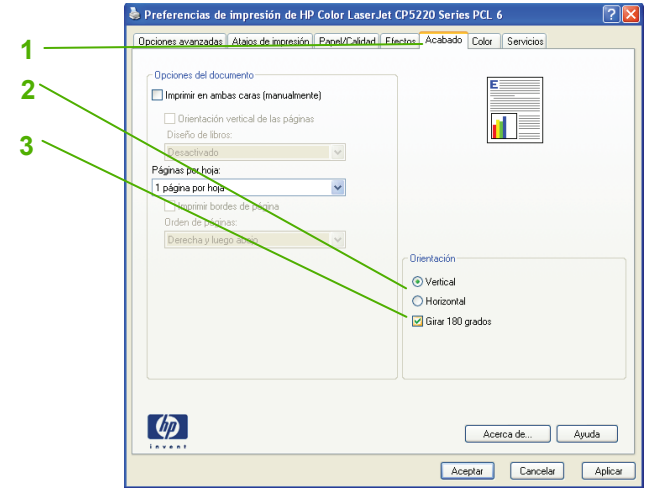 Preferencias de impresión de HP Color LaserJet CP5220 Series PCL 6
Opciones avanzadas Atajos de impresión Papel/Calidad Efectos Acabado Color Servicios
1
2
3
Opciones del documento
Imprimir en ambas caras (manualmente)
Orientación vertical de las páginas
Diseño de libros:
Desactivado
Páginas por hoja:
1 página por hoja
Imprimir bordes de página
Orden de páginas:
Derecha y luego abajo
E
Orientación
Vertical
Horizontal
Girar 180 grados
hp
invent
Acerca de... Ayuda
Aceptar Cancelar Aplicar